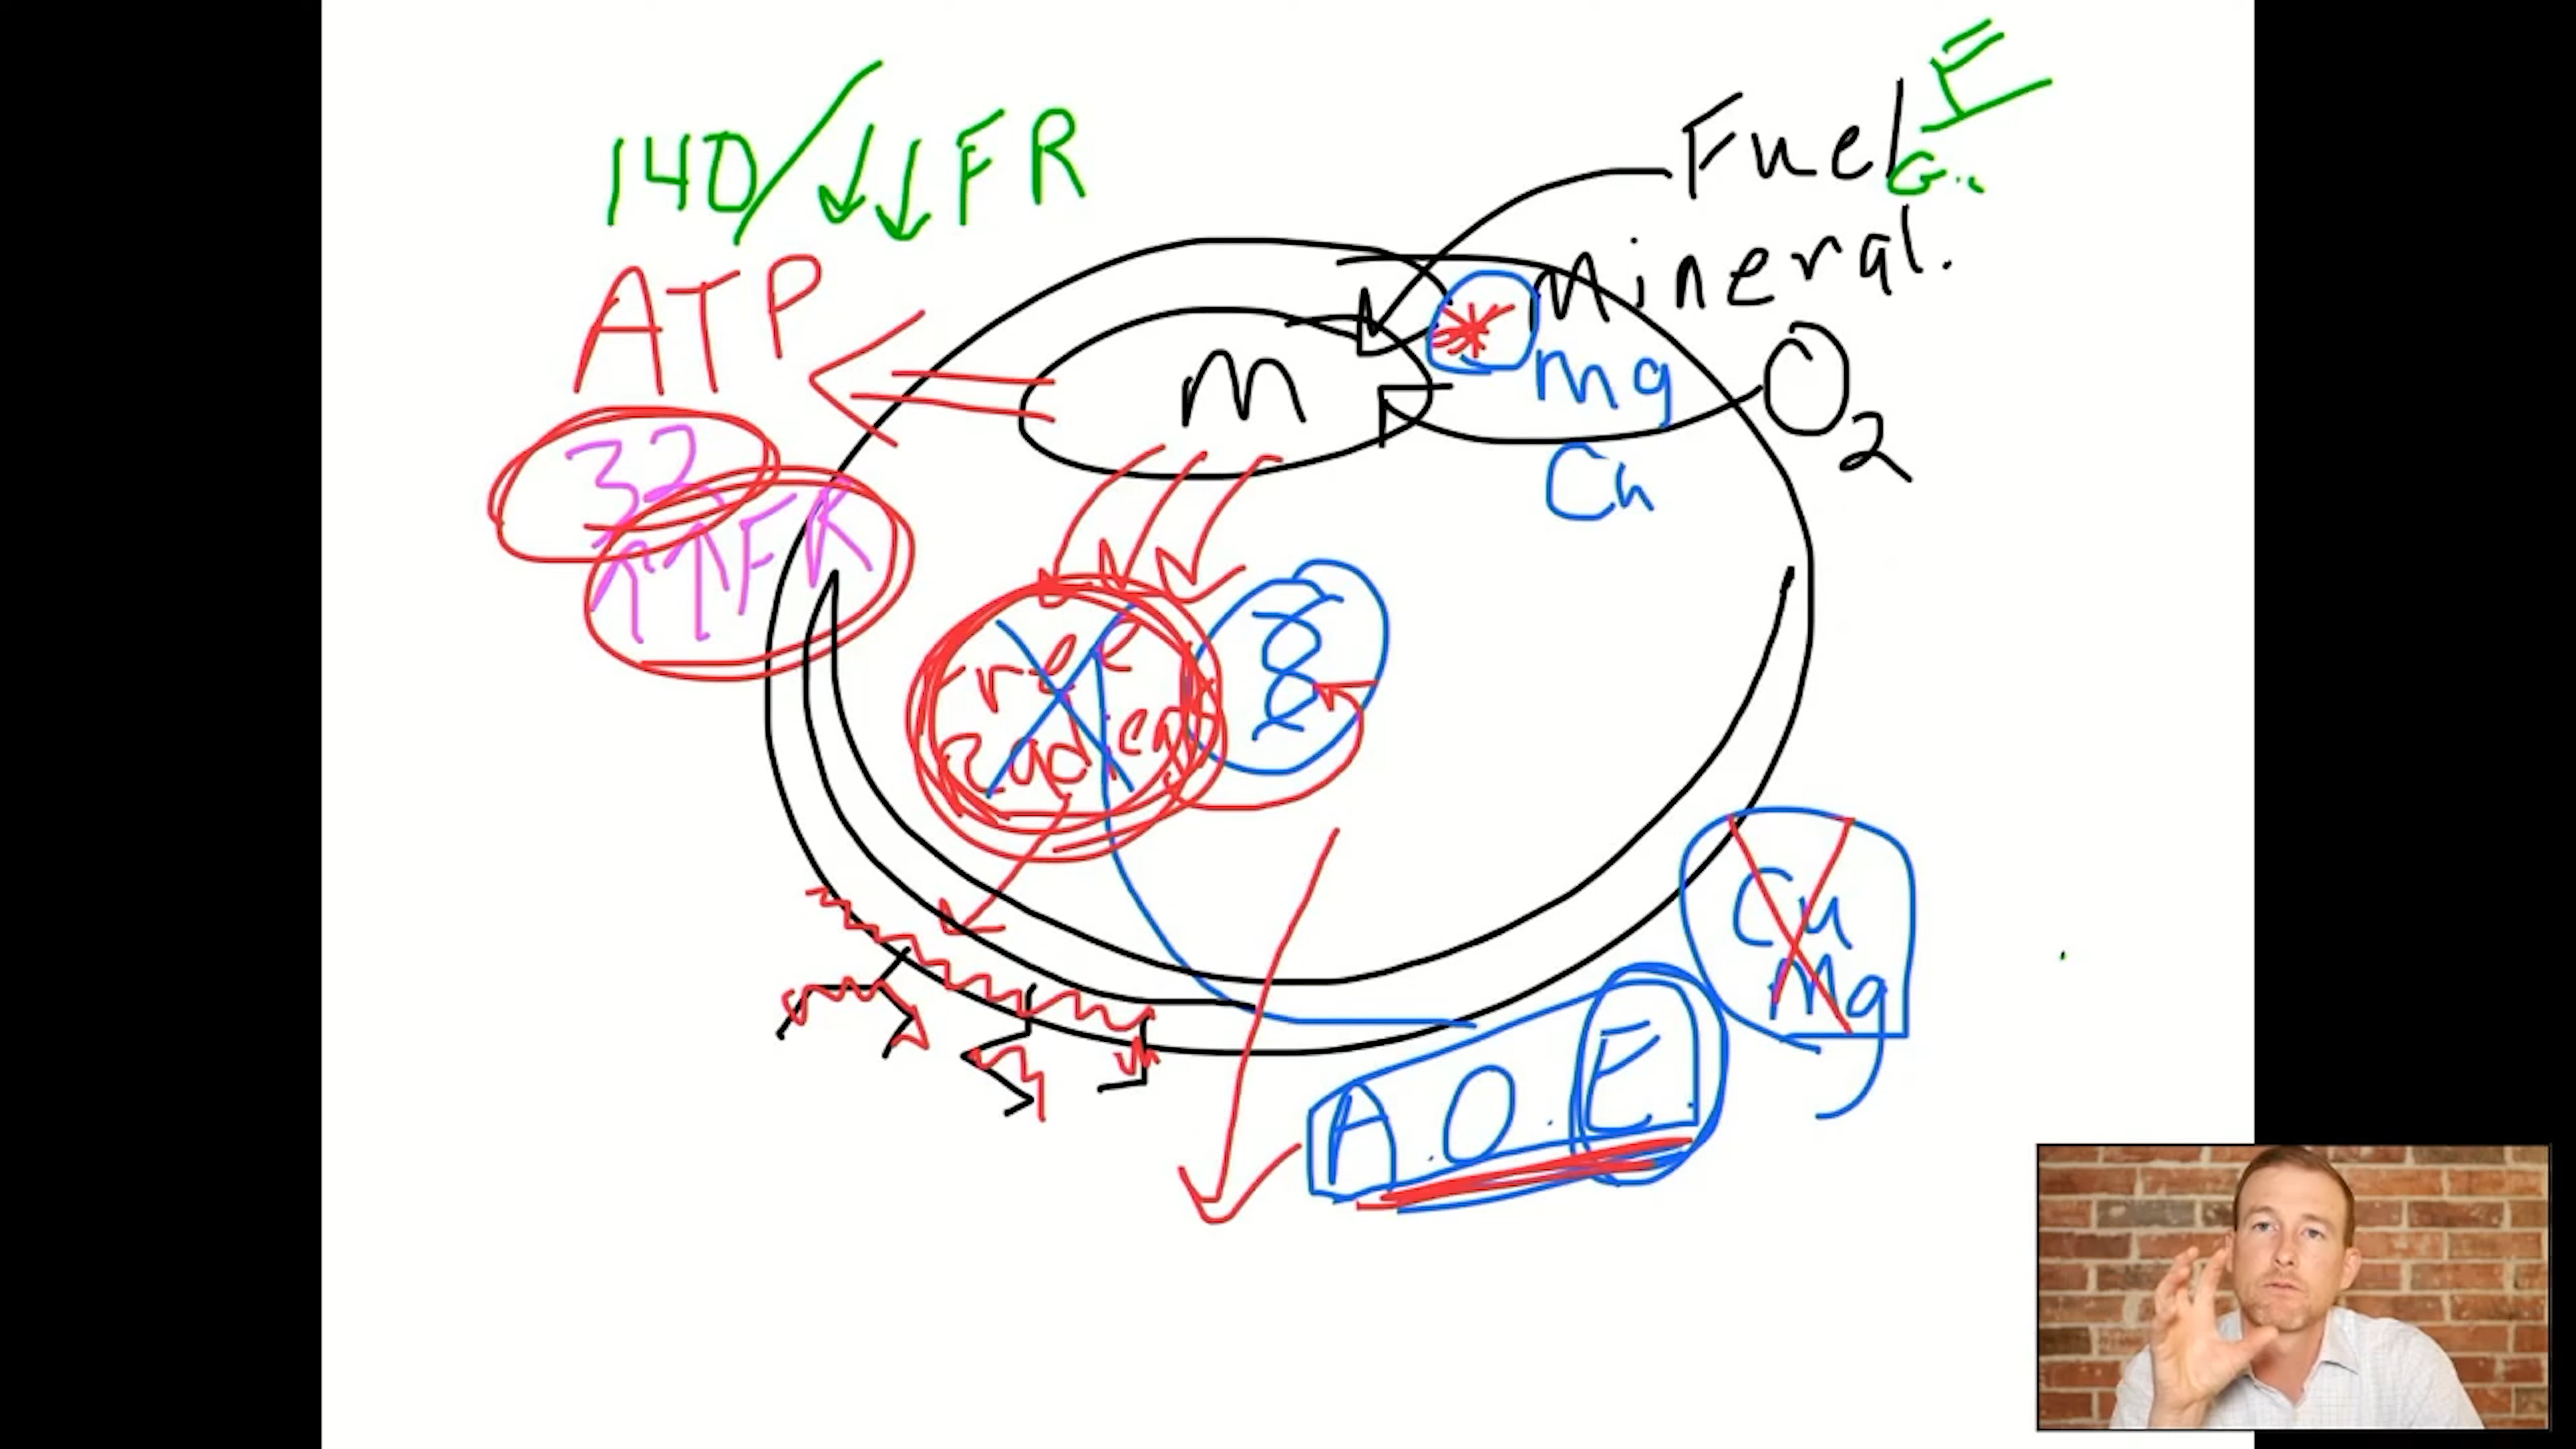 140/↓↓FR
Fuel F
G..
Mineral.
ATP
M
Mg
O2
32
Cu
↑↑FR
Free
Radical
Cu
Mg
A.O.E.